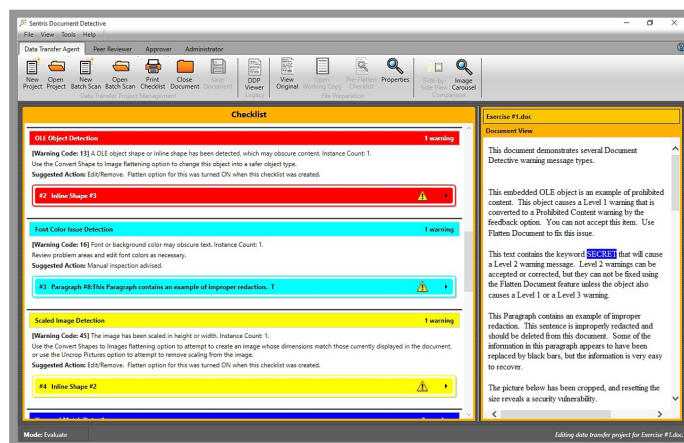 Sentris Document Detective
File View Tools Help
Data Transfer Agent Peer Reviewer Approver Administrator
New Project Open Project New Batch Scan Open Batch Scan Print Checklist Close Document Save Document DDP Viewer View Original Open Working Copy Pre-Flatten Checklist Properties Side-by-Side View Image Carousel
Data Transfer Project Management Legacy File Preparation Comparison
Checklist
OLE Object Detection 1 warning
[Warning Code: 13] A OLE object shape or inline shape has been detected, which may obscure content. Instance Count: 1.
Use the Convert Shape to Image flattening option to change this object into a safer object type.
Suggested Action: Edit/Remove. Flatten option for this was turned ON when this checklist was created.
#2 Inline Shape #3
Font Color Issue Detection 1 warning
[Warning Code: 16] Font or background color may obscure text. Instance Count: 1.
Review problem areas and edit font colors as necessary.
Suggested Action: Manual inspection advised.
#3 Paragraph #8:This Paragraph contains an example of improper redaction. T
Scaled Image Detection 1 warning
[Warning Code: 45] The image has been scaled in height or width. Instance Count: 1.
Use the Convert Shapes to Images flattening option to attempt to create an image whose dimensions match those currently displayed in the document,
or use the Uncrop Pictures option to attempt to remove scaling from the image.
Suggested Action: Edit/Remove. Flatten option for this was turned ON when this checklist was created.
#4 Inline Shape #2
Exercise #1.doc
Document View
This document demonstrates several Document
Detective warning message types.
This embedded OLE object is an example of prohibited
content. This object causes a Level 1 warning that is
converted to a Prohibited Content warning by the
feedback option. You can not accept this item. Use
Flatten Document to fix this issue.
This text contains the keyword SECRET that will cause
a Level 2 warning message. Level 2 warnings can be
accepted or corrected, but they can not be fixed using
the Flatten Document feature unless the object also
causes a Level 1 or a Level 3 warning.
This Paragraph contains an example of improper
redaction. This sentence is improperly redacted and
should be deleted from this document. Some of the
information in this paragraph appears to have been
replaced by black bars, but the information is very easy
to recover.
The picture below has been cropped, and resetting the
size reveals a security vulnerability.
Mode: Evaluate Editing data transfer project for Exercise #1.doc